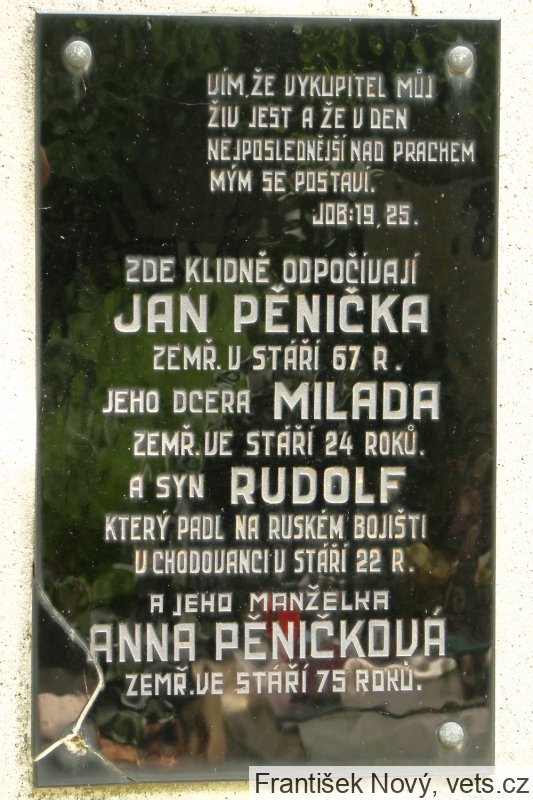 VÍM, ŽE VYKUPITEL MŮJ
ŽIV JEST A ŽE V DEN
NEJPOSLEDNĚJŠÍ NAD PRACHEM
MÝM SE POSTAVÍ.
JOB:19, 25.
ZDE KLIDNĚ ODPOČÍVAJÍ
JAN PĚNIČKA
ZEMŘ. V STÁŘÍ 67 R.
JEHO DCERA MILADA
ZEMŘ. VE STÁŘÍ 24 ROKŮ.
A SYN RUDOLF
KTERÝ PADL NA RUSKÉM BOJIŠTI
V CHODOVANCI V STÁŘÍ 22 R.
A JEHO MANŽELKA
ANNA PĚNIČKOVÁ
ZEMŘ. VE STÁŘÍ 75 ROKŮ.
František Nový, vets.cz